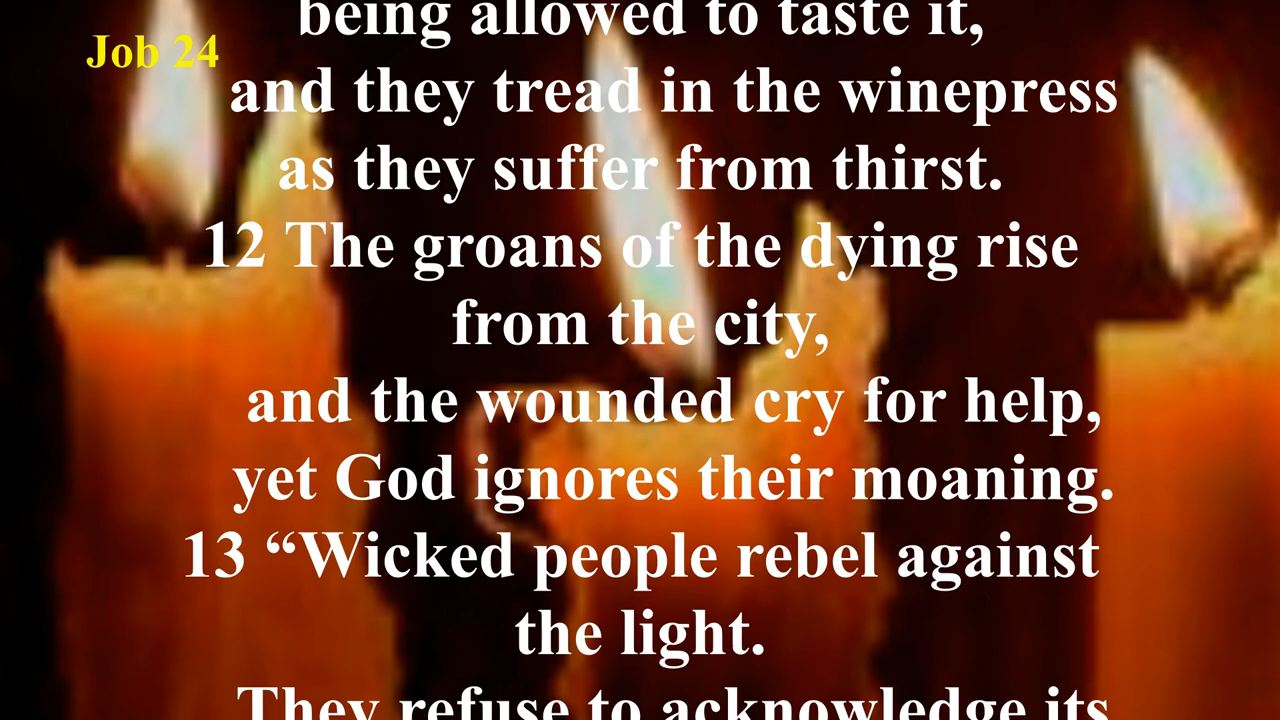 Job 24
being allowed to taste it,
and they tread in the winepress
as they suffer from thirst.
12 The groans of the dying rise
from the city,
and the wounded cry for help,
yet God ignores their moaning.
13 “Wicked people rebel against
the light.
They refuse to acknowledge its